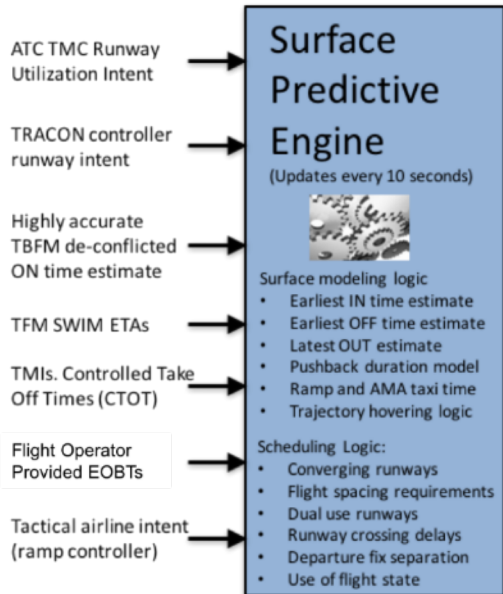 ATC TMC Runway
Utilization Intent
TRACON controller
runway intent
Highly accurate
TBFM de-conflicted
ON time estimate
TFM SWIM ETAs
TMIs. Controlled Take
Off Times (CTOT)
Flight Operator
Provided EOBTs
Tactical airline intent
(ramp controller)
Surface
Predictive
Engine
(Updates every 10 seconds)
Surface modeling logic
• Earliest IN time estimate
• Earliest OFF time estimate
• Latest OUT estimate
• Pushback duration model
• Ramp and AMA taxi time
• Trajectory hovering logic
Scheduling Logic:
• Converging runways
• Flight spacing requirements
• Dual use runways
• Runway crossing delays
• Departure fix separation
• Use of flight state